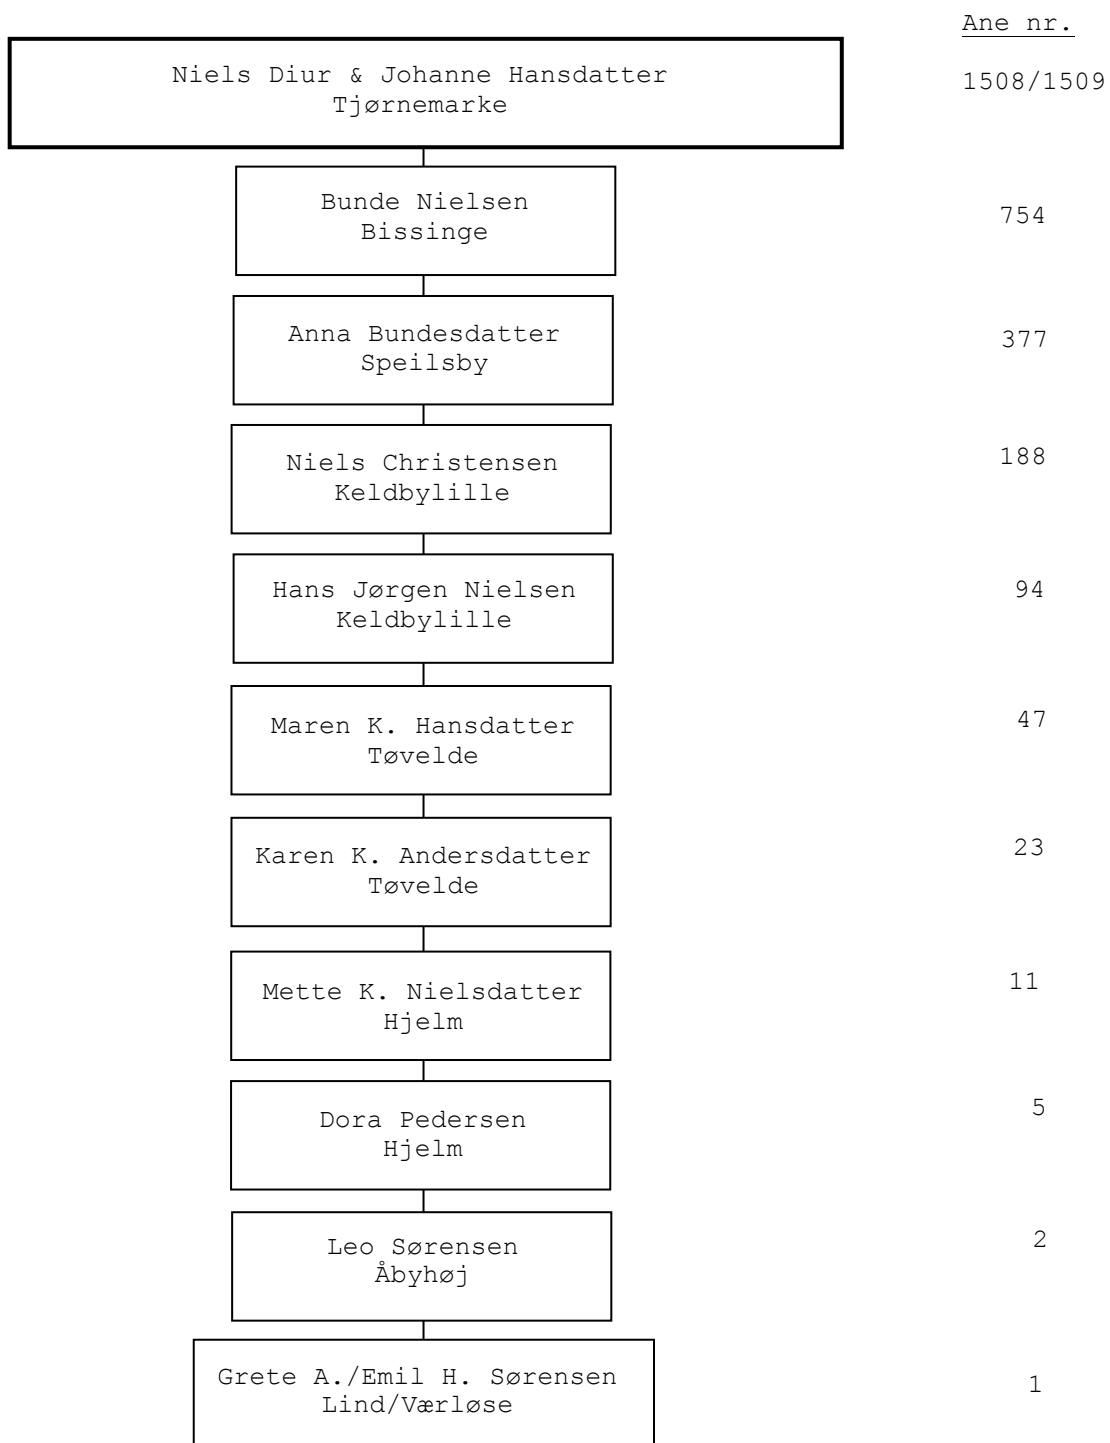 Ane nr.
Niels Diur & Johanne Hansdatter
Tjørnemarke
1508/1509
Bunde Nielsen
Bissinge
754
Anna Bundesdatter
Speilsby
377
Niels Christensen
Keldbylille
188
Hans Jørgen Nielsen
Keldbylille
94
Maren K. Hansdatter
Tøvelde
47
Karen K. Andersdatter
Tøvelde
23
Mette K. Nielsdatter
Hjelm
11
Dora Pedersen
Hjelm
5
Leo Sørensen
Åbyhøj
2
Grete A./Emil H. Sørensen
Lind/Værløse
1